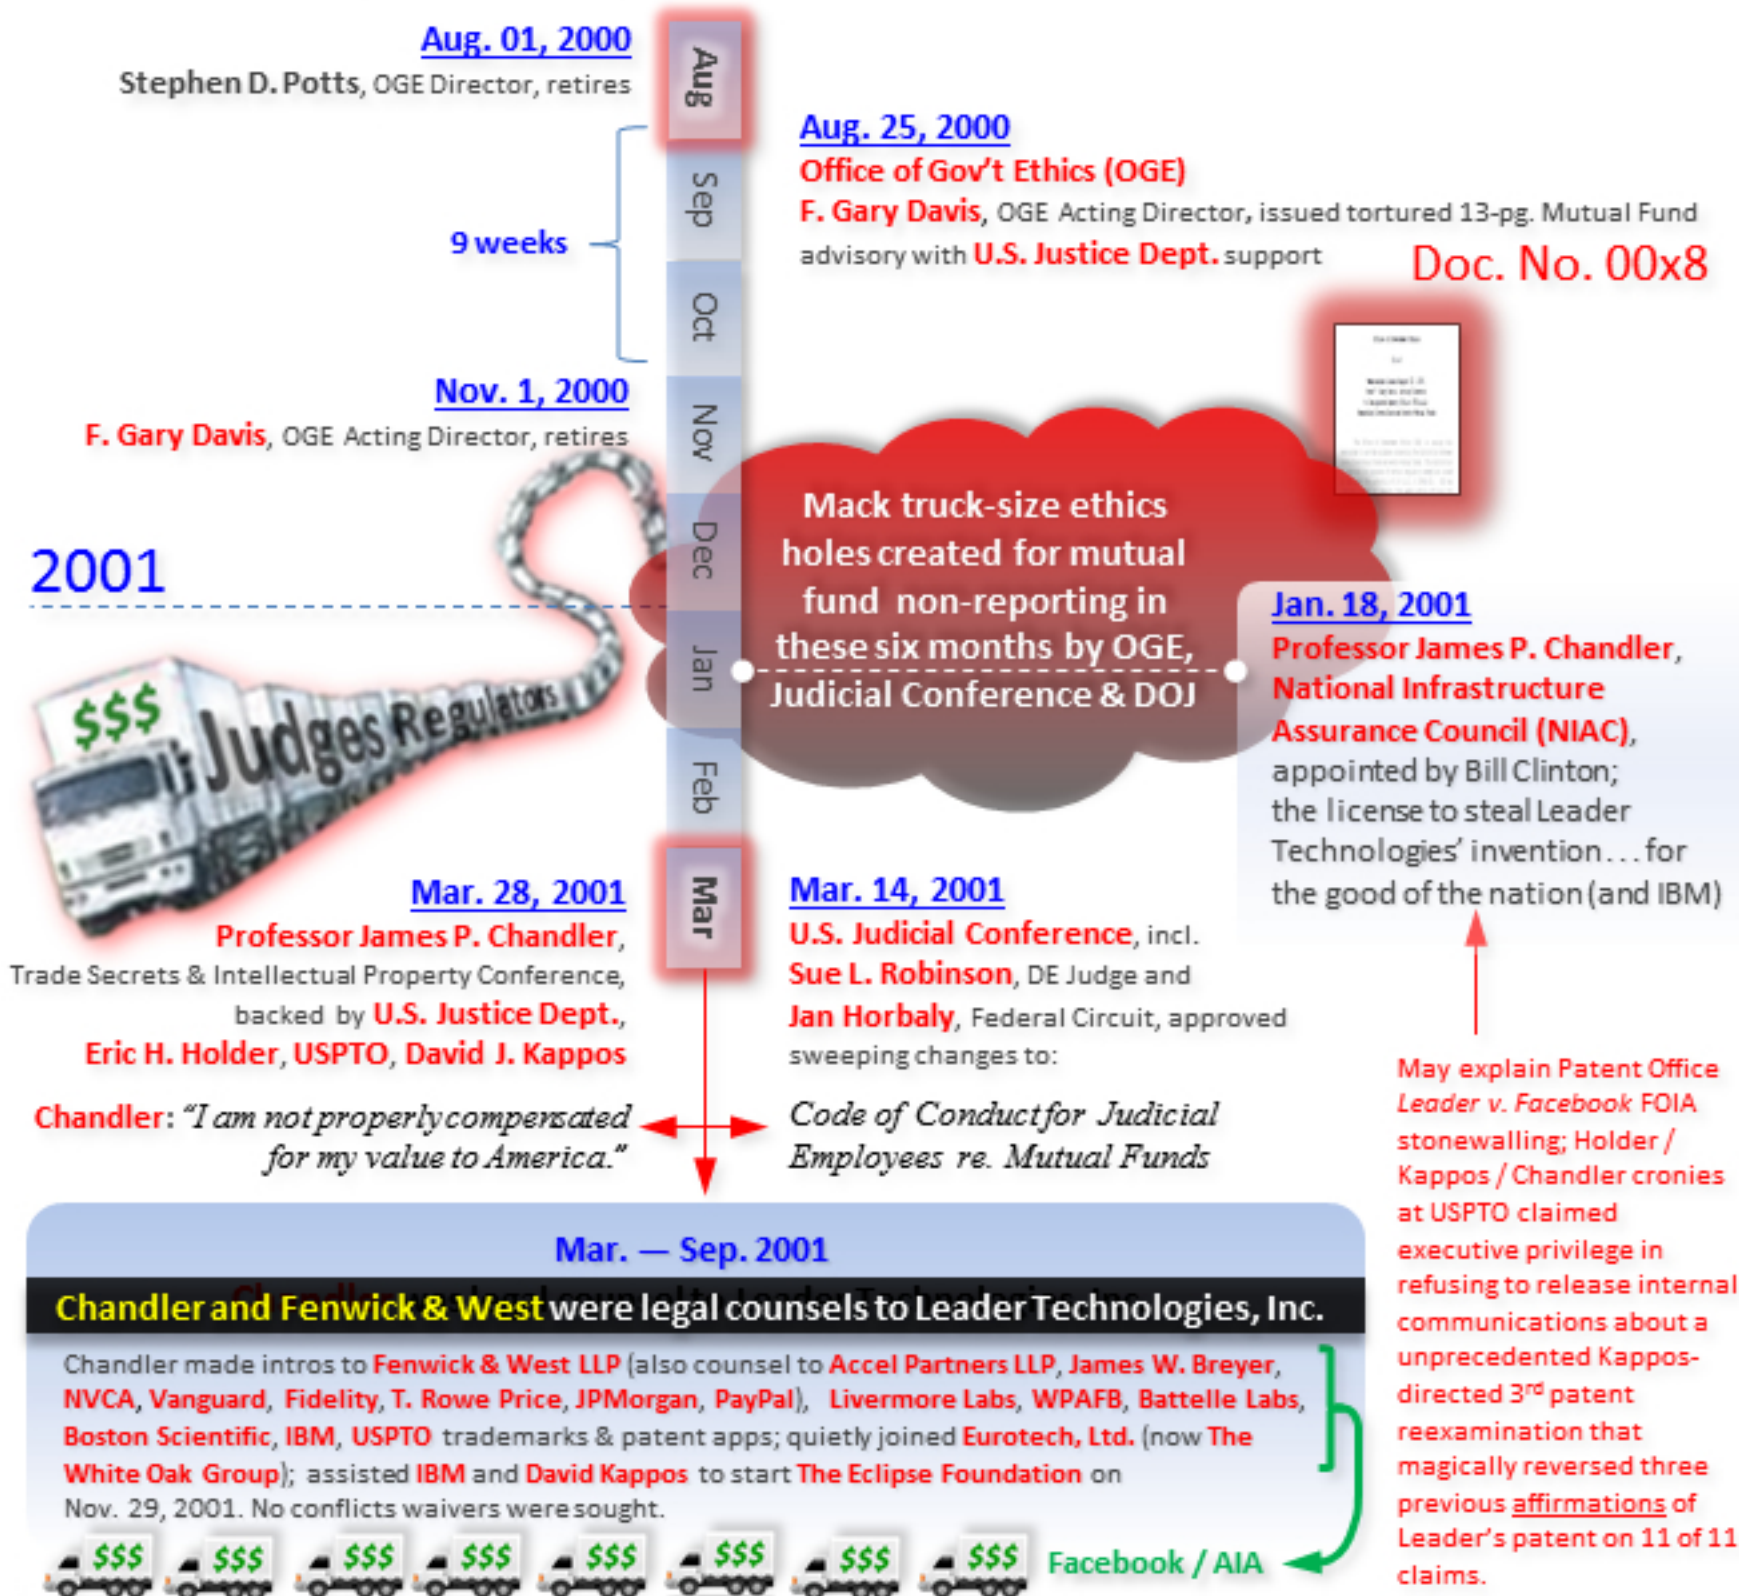 Aug. 01, 2000
Stephen D. Potts, OGE Director, retires
Aug
Sep
Oct
Nov
Dec
Jan
Feb
Mar
9 weeks
Aug. 25, 2000
Office of Gov't Ethics (OGE)
F. Gary Davis, OGE Acting Director, issued tortured 13-pg. Mutual Fund
advisory with U.S. Justice Dept. support
Doc. No. 00x8
Nov. 1, 2000
F. Gary Davis, OGE Acting Director, retires
2001
Mack truck-size ethics
holes created for mutual
fund non-reporting in
these six months by OGE,
Judicial Conference & DOJ
$$$
Judges Regulators
Jan. 18, 2001
Professor James P. Chandler,
National Infrastructure
Assurance Council (NIAC),
appointed by Bill Clinton;
the license to steal Leader
Technologies' invention...for
the good of the nation (and IBM)
Mar. 28, 2001
Professor James P. Chandler,
Trade Secrets & Intellectual Property Conference,
backed by U.S. Justice Dept.,
Eric H. Holder, USPTO, David J. Kappos
Chandler: "I am not properly compensated
for my value to America."
Mar. 14, 2001
U.S. Judicial Conference, incl.
Sue L. Robinson, DE Judge and
Jan Horbaly, Federal Circuit, approved
sweeping changes to:
Code of Conduct for Judicial
Employees re. Mutual Funds
May explain Patent Office
Leader v. Facebook FOIA
stonewalling; Holder /
Kappos / Chandler cronies
at USPTO claimed
executive privilege in
refusing to release internal
communications about a
unprecedented Kappos-
directed 3rd patent
reexamination that
magically reversed three
previous affirmations of
Leader's patent on 11 of 11
claims.
Mar. — Sep. 2001
Chandler and Fenwick & West were legal counsels to Leader Technologies, Inc.
Chandler made intros to Fenwick & West LLP (also counsel to Accel Partners LLP, James W. Breyer,
NVCA, Vanguard, Fidelity, T. Rowe Price, JPMorgan, PayPal), Livermore Labs, WPAFB, Battelle Labs,
Boston Scientific, IBM, USPTO trademarks & patent apps; quietly joined Eurotech, Ltd. (now The
White Oak Group); assisted IBM and David Kappos to start The Eclipse Foundation on
Nov. 29, 2001. No conflicts waivers were sought.
$$$ $$$ $$$ $$$ $$$ $$$ $$$ $$$
Facebook / AIA